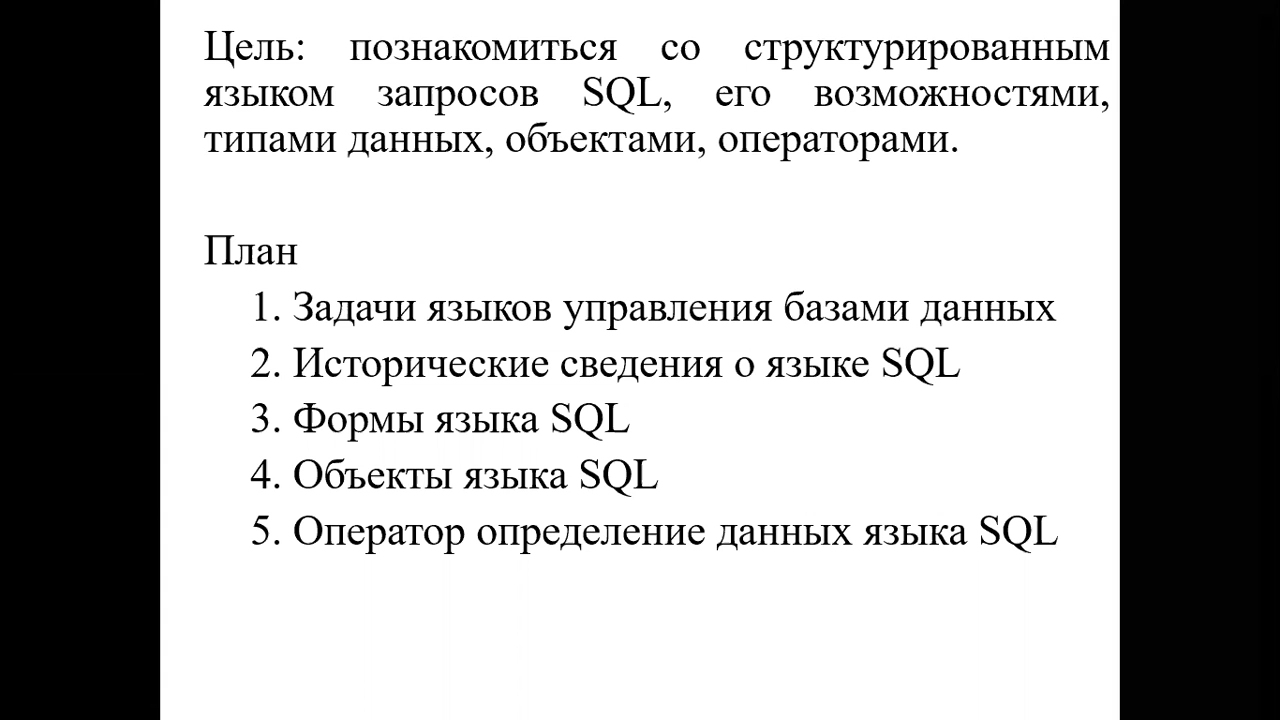 Цель: познакомиться со структурированным
языком запросов SQL, его возможностями,
типами данных, объектами, операторами.
План
1. Задачи языков управления базами данных
2. Исторические сведения о языке SQL
3. Формы языка SQL
4. Объекты языка SQL
5. Оператор определение данных языка SQL